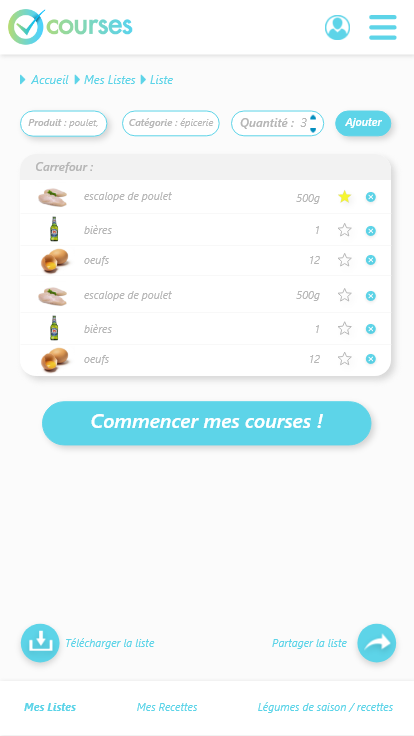 courses
Accueil Mes Listes Liste
Produit : poulet, Catégorie : épicerie Quantité : 3 Ajouter
Carrefour :
escalope de poulet 500g
bières 1
oeufs 12
escalope de poulet 500g
bières 1
oeufs 12
Commencer mes courses !
Télécharger la liste Partager la liste
Mes Listes Mes Recettes Légumes de saison / recettes